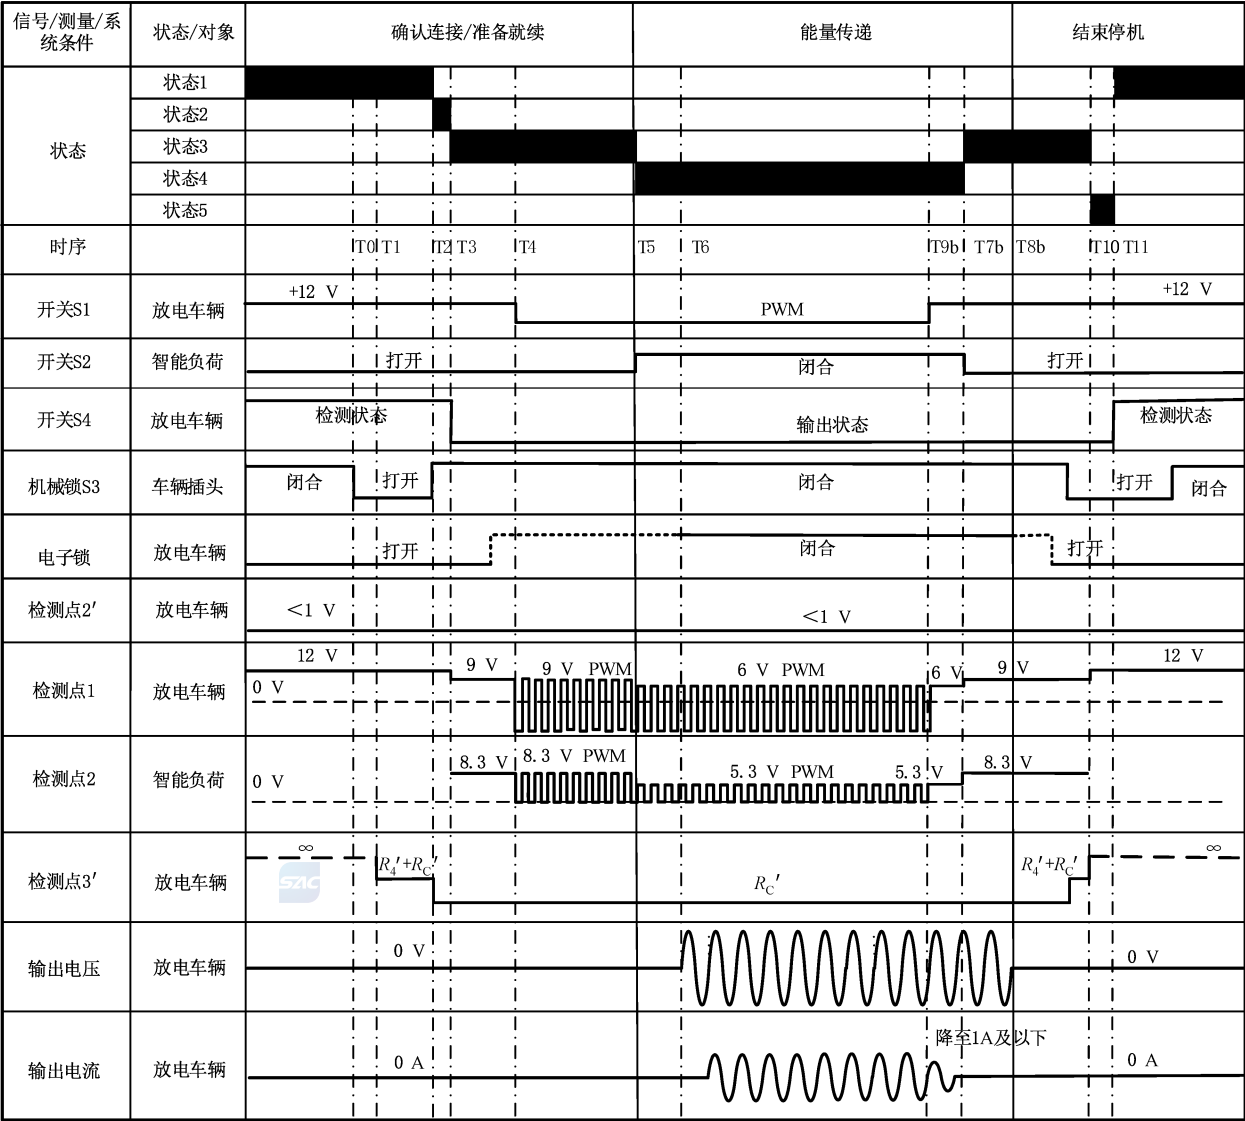 信号/测量/系
统条件
状态/对象
确认连接/准备就续
能量传递
结束停机
状态
状态1
状态2
状态3
状态4
状态5
时序
T0 T1 T2 T3 T4 T5 T6 T9b T7b T8b T10 T11
开关S1
放电车辆
+12 V
PWM
+12 V
开关S2
智能负荷
打开
闭合
打开
开关S4
放电车辆
检测状态
输出状态
检测状态
机械锁S3
车辆插头
闭合
打开
闭合
打开
闭合
电子锁
放电车辆
打开
闭合
打开
检测点2′
放电车辆
<1 V
<1 V
检测点1
放电车辆
12 V
0 V
9 V
9 V PWM
6 V PWM
6 V
9 V
12 V
检测点2
智能负荷
0 V
8.3 V
8.3 V PWM
5.3 V PWM
5.3 V
8.3 V
检测点3′
放电车辆
∞
R4′+RC′
RC′
R4′+RC′
∞
SAC
输出电压
放电车辆
0 V
0 V
输出电流
放电车辆
0 A
降至1A及以下
0 A